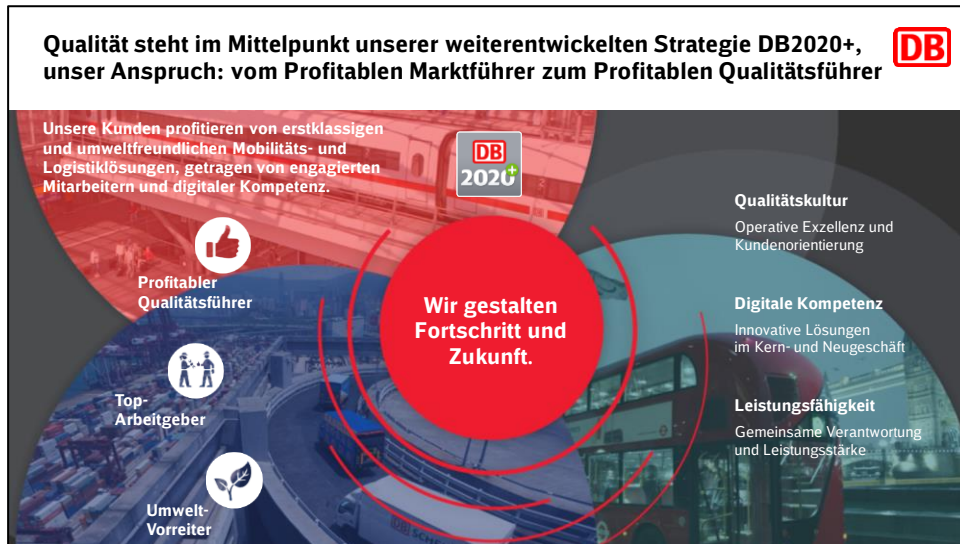 Qualität steht im Mittelpunkt unserer weiterentwickelten Strategie DB2020+,
unser Anspruch: vom Profitablen Marktführer zum Profitablen Qualitätsführer
DB
Unsere Kunden profitieren von erstklassigen
und umweltfreundlichen Mobilitäts- und
Logistiklösungen, getragen von engagierten
Mitarbeitern und digitaler Kompetenz.
DB
2020+
Profitabler
Qualitätsführer
Top-
Arbeitgeber
Umwelt-
Vorreiter
Wir gestalten
Fortschritt und
Zukunft.
Qualitätskultur
Operative Exzellenz und
Kundenorientierung
Digitale Kompetenz
Innovative Lösungen
im Kern- und Neugeschäft
Leistungsfähigkeit
Gemeinsame Verantwortung
und Leistungsstärke